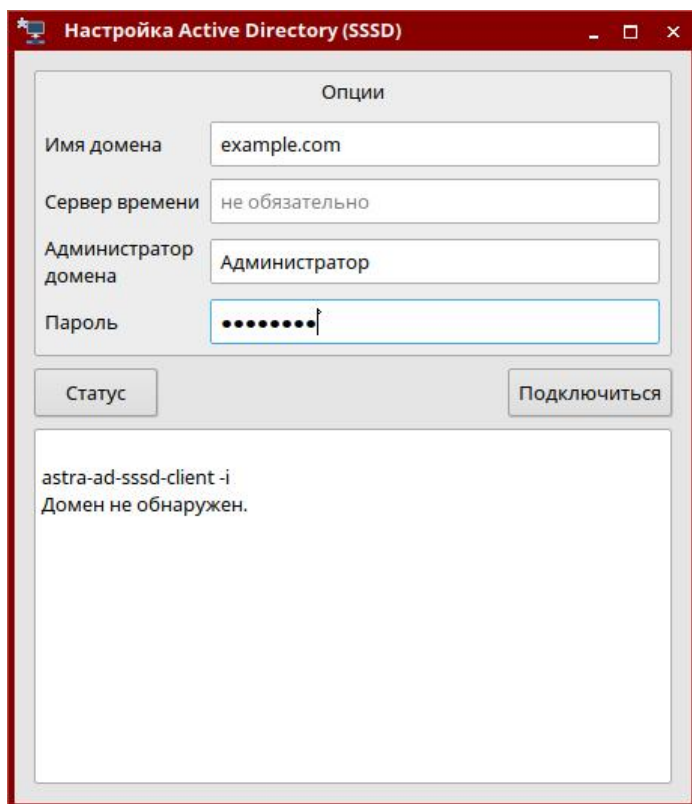 Настройка Active Directory (SSSD)
Опции
Имя домена
example.com
Сервер времени
не обязательно
Администратор
домена
Администратор
Пароль
••••••••
Статус
Подключиться
astra-ad-sssd-client -i
Домен не обнаружен.